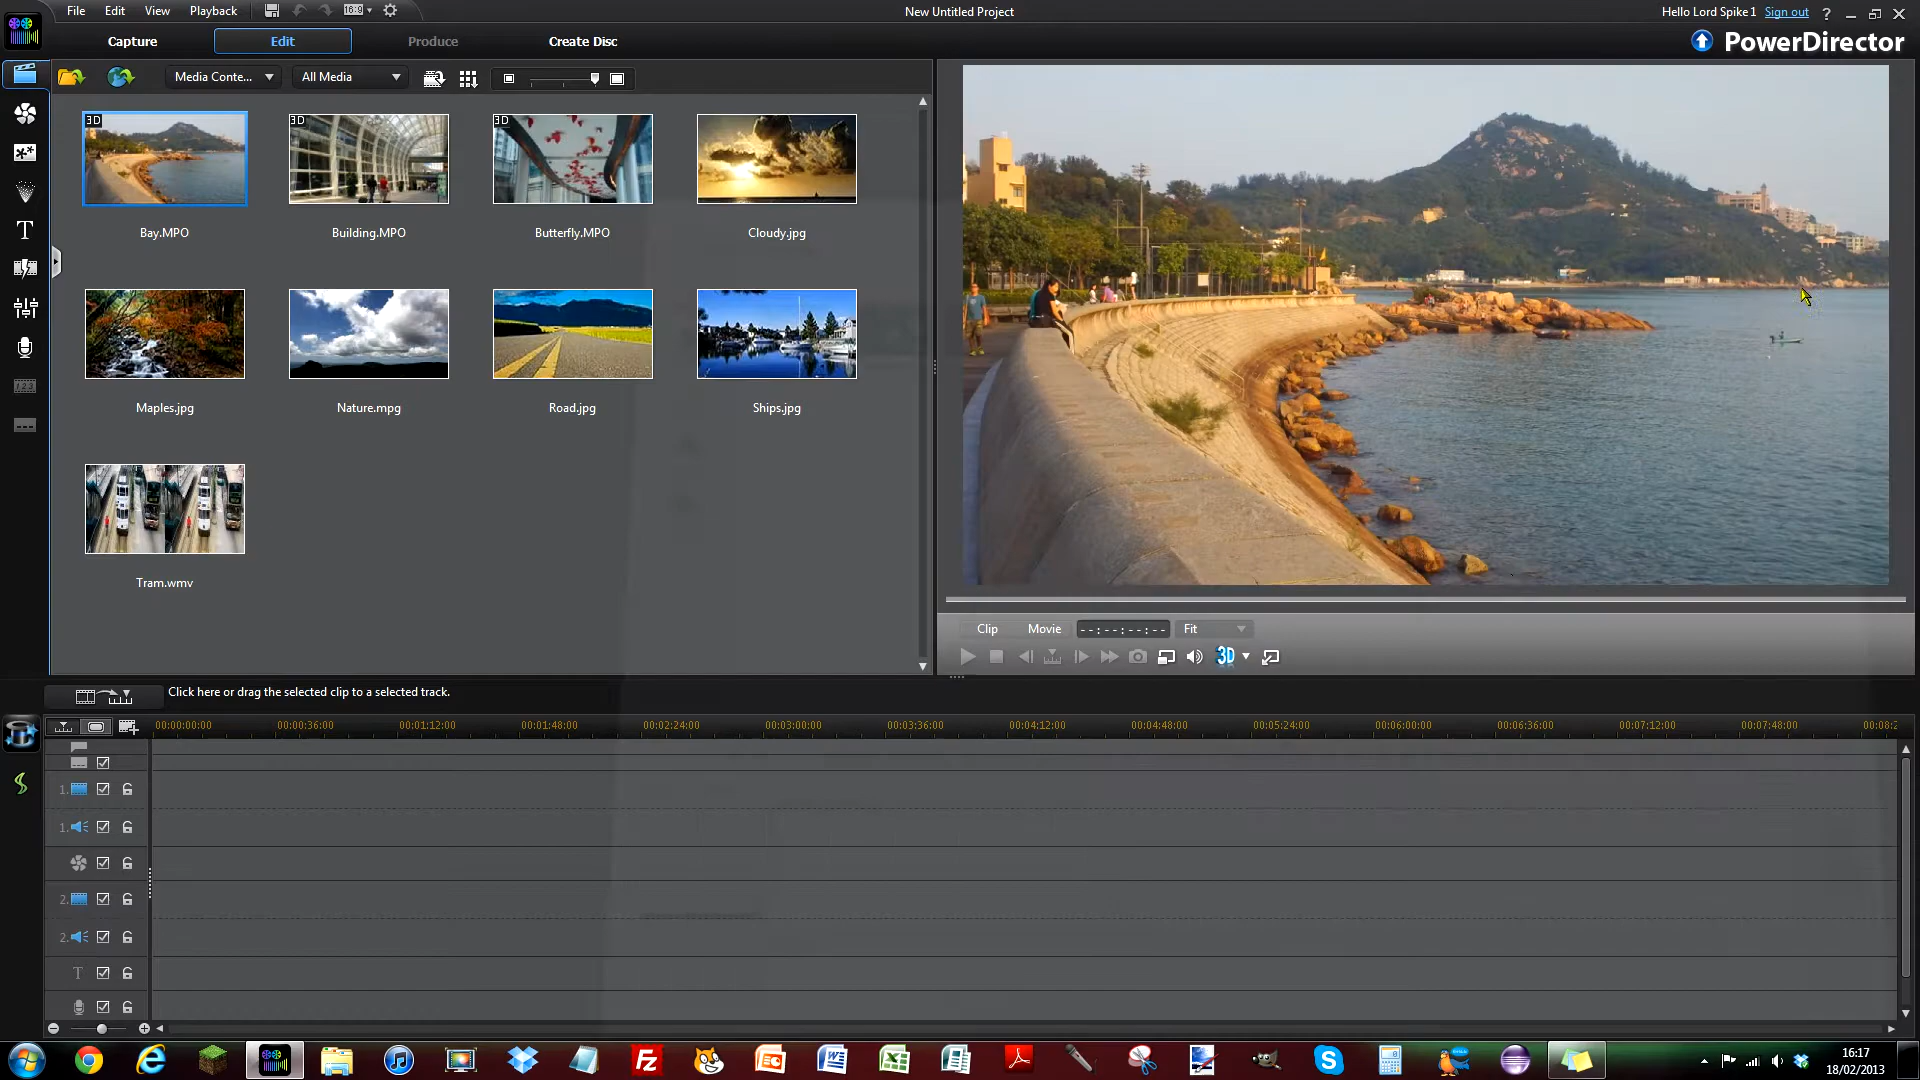 File Edit View Playback 16:9 New Untitled Project Hello Lord Spike1 Sign out ?
Capture Edit Produce Create Disc PowerDirector
Media Conte... All Media
3D 3D 3D
Bay.MPO Building.MPO Butterfly.MPO Cloudy.jpg
Maples.jpg Nature.mpg Road.jpg Ships.jpg
Tram.wmv
T
Clip Movie --:--:--:-- Fit
3D
Click here or drag the selected clip to a selected track.
00:00:00:00 00:00:36:00 00:01:12:00 00:01:48:00 00:02:24:00 00:03:00:00 00:03:36:00 00:04:12:00 00:04:48:00 00:05:24:00 00:06:00:00 00:06:36:00 00:07:12:00 00:07:48:00 00:08:2
1.
1.
2.
2.
T
16:17
18/02/2013